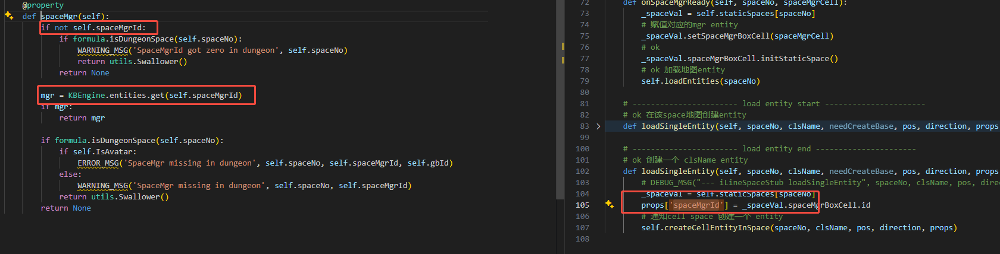 @property
def spaceMgr(self):
if not self.spaceMgrId:
if formula.isDungeonSpace(self.spaceNo):
WARNING_MSG('SpaceMgrId got zero in dungeon', self.spaceNo)
return utils.Swallower()
return None
mgr = KBEngine.entities.get(self.spaceMgrId)
if mgr:
return mgr
if formula.isDungeonSpace(self.spaceNo):
if self.IsAvatar:
ERROR_MSG('SpaceMgr missing in dungeon', self.spaceNo, self.spaceMgrId, self.gbId)
else:
WARNING_MSG('SpaceMgr missing in dungeon', self.spaceNo, self.spaceMgrId)
return utils.Swallower()
return None
72 def onSpaceMgrReady(self, spaceNo, spaceMgrCell):
73 _spaceVal = self.staticSpaces[spaceNo]
74 # 赋值对应的mgr entity
75 _spaceVal.setSpaceMgrBoxCell(spaceMgrCell)
76 # ok
77 _spaceVal.spaceMgrBoxCell.initStaticSpace()
78 # ok 加载地图entity
79 self.loadEntities(spaceNo)
80
81 # ----------------------- load entity start ----------------------
82 # ok 在该space地图创建entity
83 def loadSingleEntity(self, spaceNo, clsName, needCreateBase, pos, direction, props
99
100 # ----------------------- load entity end ----------------------
101 # ok 创建一个 clsName entity
102 def loadSingleEntity(self, spaceNo, clsName, needCreateBase, pos, direction, props
103 # DEBUG_MSG("--- iLineSpaceStub loadSingleEntity", spaceNo, clsName, pos, dire
104 _spaceVal = self.staticSpaces[spaceNo]
105 props['spaceMgrId'] = _spaceVal.spaceMgrBoxCell.id
106 # 通知cell space 创建一个 entity
107 self.createCellEntityInSpace(spaceNo, clsName, pos, direction, props)
108